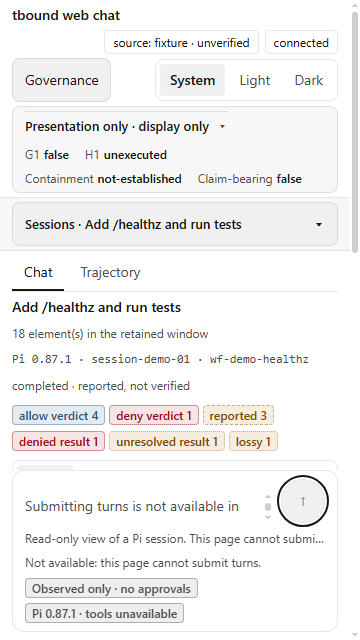 tbound web chat
source: fixture · unverified connected
Governance System Light Dark
Presentation only · display only
G1 false H1 unexecuted
Containment not-established Claim-bearing false
Sessions · Add /healthz and run tests
Chat Trajectory
Add /healthz and run tests
18 element(s) in the retained window
Pi 0.87.1 · session-demo-01 · wf-demo-healthz
completed · reported, not verified
allow verdict 4 deny verdict 1 reported 3
denied result 1 unresolved result 1 lossy 1
Submitting turns is not available in
↑
Read-only view of a Pi session. This page cannot submi...
Not available: this page cannot submit turns.
Observed only · no approvals
Pi 0.87.1 · tools unavailable